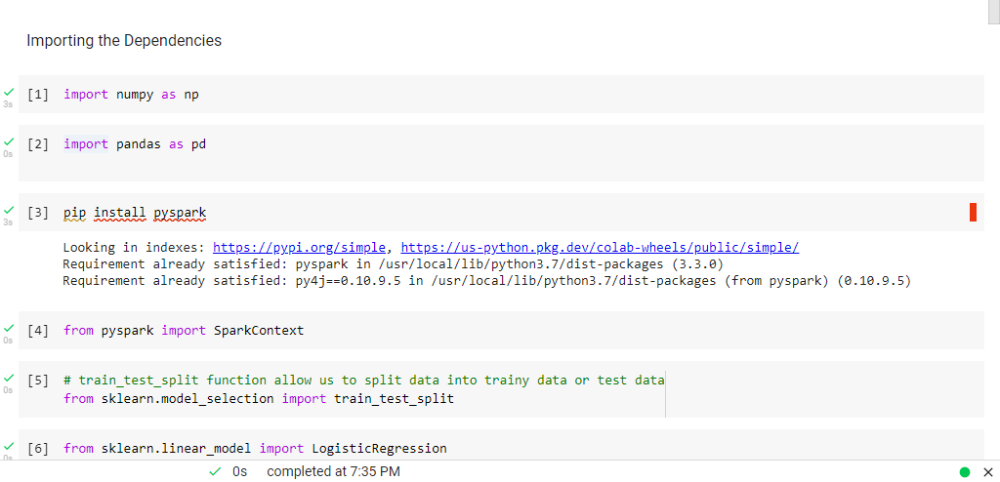 Importing the Dependencies
3s
[1] import numpy as np
0s
[2] import pandas as pd
3s
[3] pip install pyspark
Looking in indexes: https://pypi.org/simple, https://us-python.pkg.dev/colab-wheels/public/simple/
Requirement already satisfied: pyspark in /usr/local/lib/python3.7/dist-packages (3.3.0)
Requirement already satisfied: py4j==0.10.9.5 in /usr/local/lib/python3.7/dist-packages (from pyspark) (0.10.9.5)
0s
[4] from pyspark import SparkContext
0s
[5] # train_test_split function allow us to split data into trainy data or test data
from sklearn.model_selection import train_test_split
0s
[6] from sklearn.linear_model import LogisticRegression
0s completed at 7:35 PM